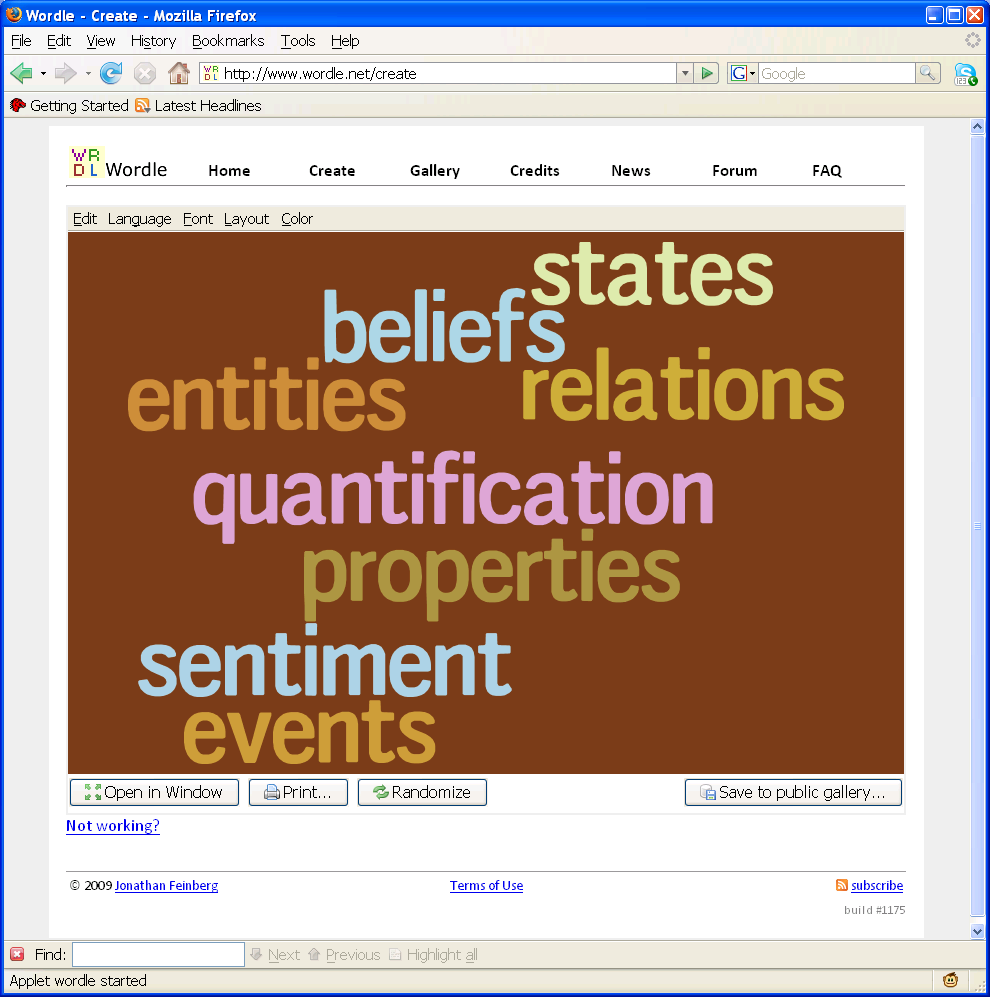 Wordle - Create - Mozilla Firefox
File Edit View History Bookmarks Tools Help
WR DL http://www.wordle.net/create G Google
Getting Started Latest Headlines
WR
DL Wordle Home Create Gallery Credits News Forum FAQ
Edit Language Font Layout Color
states
beliefs
relations
entities
quantification
properties
sentiment
events
Open in Window Print... Randomize Save to public gallery...
Not working?
© 2009 Jonathan Feinberg Terms of Use subscribe
build #1175
Find: Next Previous Highlight all
Applet wordle started